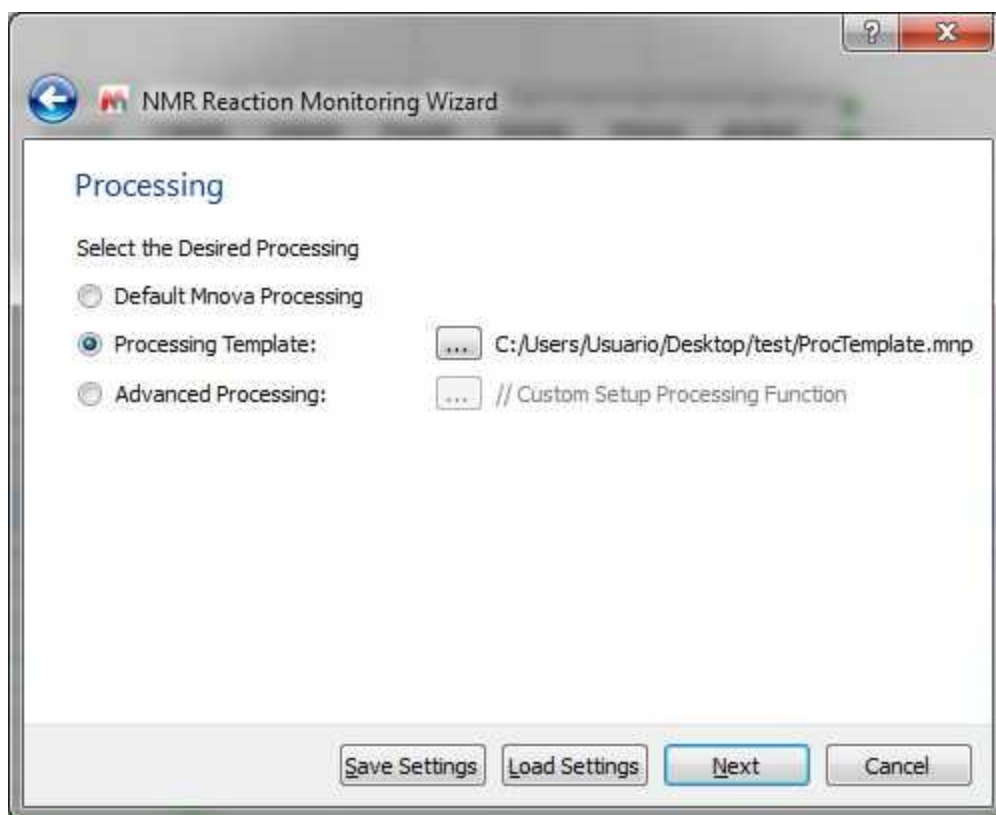 NMR Reaction Monitoring Wizard
Processing
Select the Desired Processing
Default Mnova Processing
Processing Template: ... C:/Users/Usuario/Desktop/test/ProcTemplate.mnp
Advanced Processing: ... // Custom Setup Processing Function
Save Settings Load Settings Next Cancel